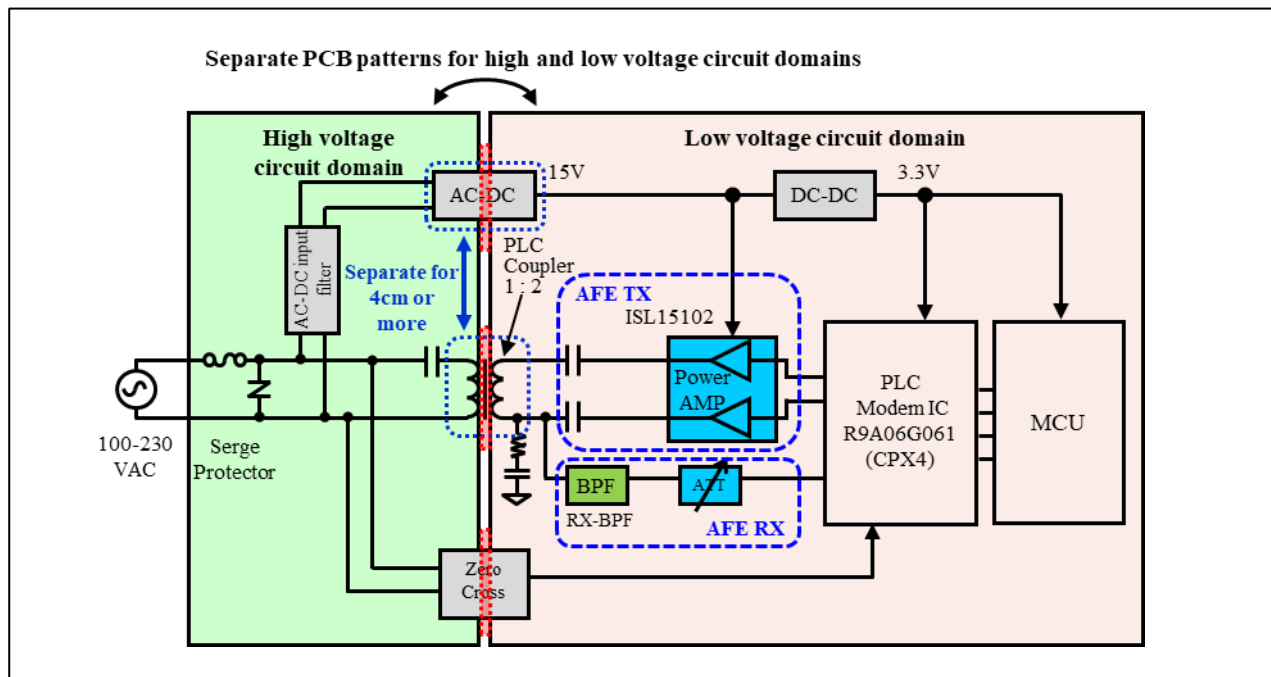 Separate PCB patterns for high and low voltage circuit domains
High voltage
circuit domain
Low voltage circuit domain
AC-DC
15V
DC-DC
3.3V
AC-DC input
filter
Separate for
4cm or
more
PLC
Coupler
1 : 2
AFE TX
ISL15102
Power
AMP
PLC
Modem IC
R9A06G061
(CPX4)
MCU
100-230
VAC
Serge
Protector
BPF
RX-BPF
ATT
AFE RX
Zero
Cross